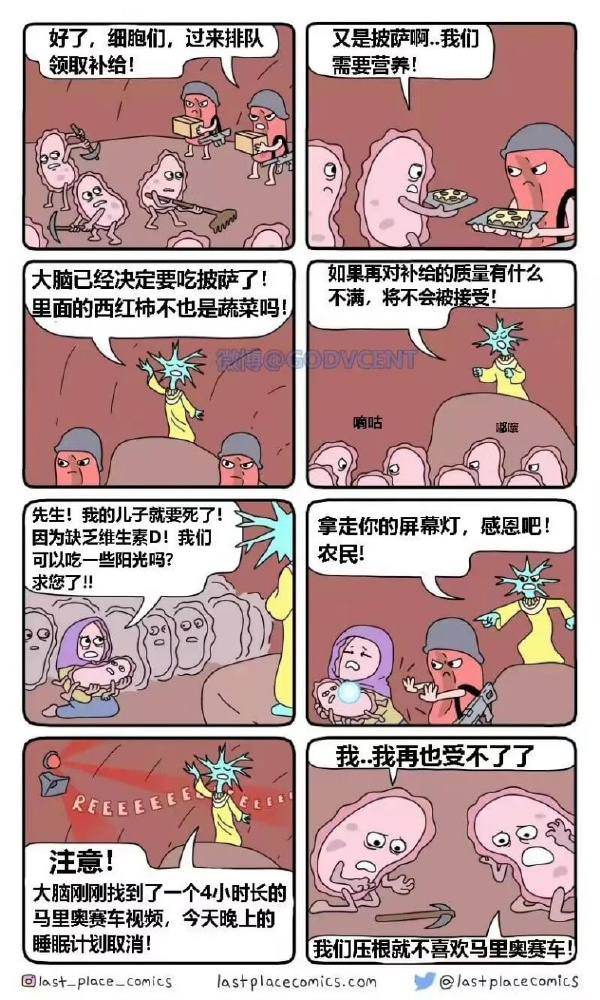 好了，细胞们，过来排队
领取补给！
又是披萨啊..我们
需要营养！
大脑已经决定要吃披萨了！
里面的西红柿不也是蔬菜吗！
如果再对补给的质量有什么
不满，将不会被接受！
微博@GODVCENT
嘀咕
嘟囔
先生！我的儿子就要死了！
因为缺乏维生素D！我们
可以吃一些阳光吗？
求您了！！
拿走你的屏幕灯，感恩吧！
农民！
REEEEEEE
EEEEE
注意！
大脑刚刚找到了一个4小时长的
马里奥赛车视频，今天晚上的
睡眠计划取消！
我..我再也受不了了
我们压根就不喜欢马里奥赛车！
last_place_comics
lastplacecomics.com
@lastplacecomics